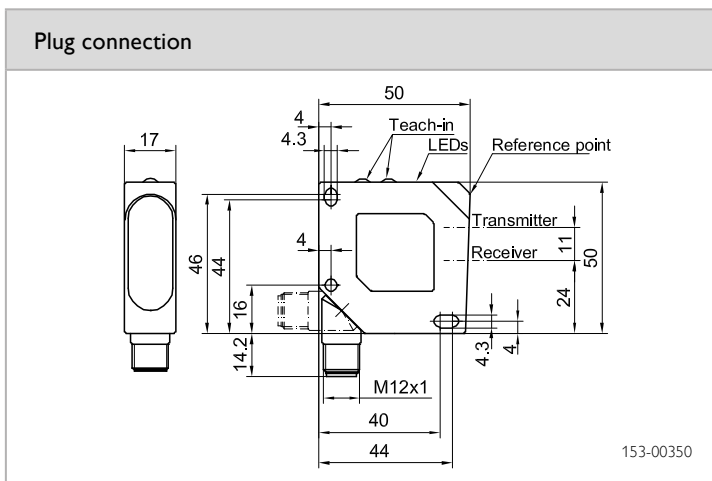 Plug connection
50
4
Teach-in
4.3
LEDs
Reference point
17
Transmitter
4
Receiver
11
50
46
44
16
24
14.2
4.3
4
M12x1
40
44
153-00350